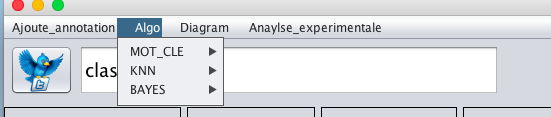 Ajoute_annotation Algo Diagram Anaylse_experimentale
MOT_CLE
KNN
clas
BAYES